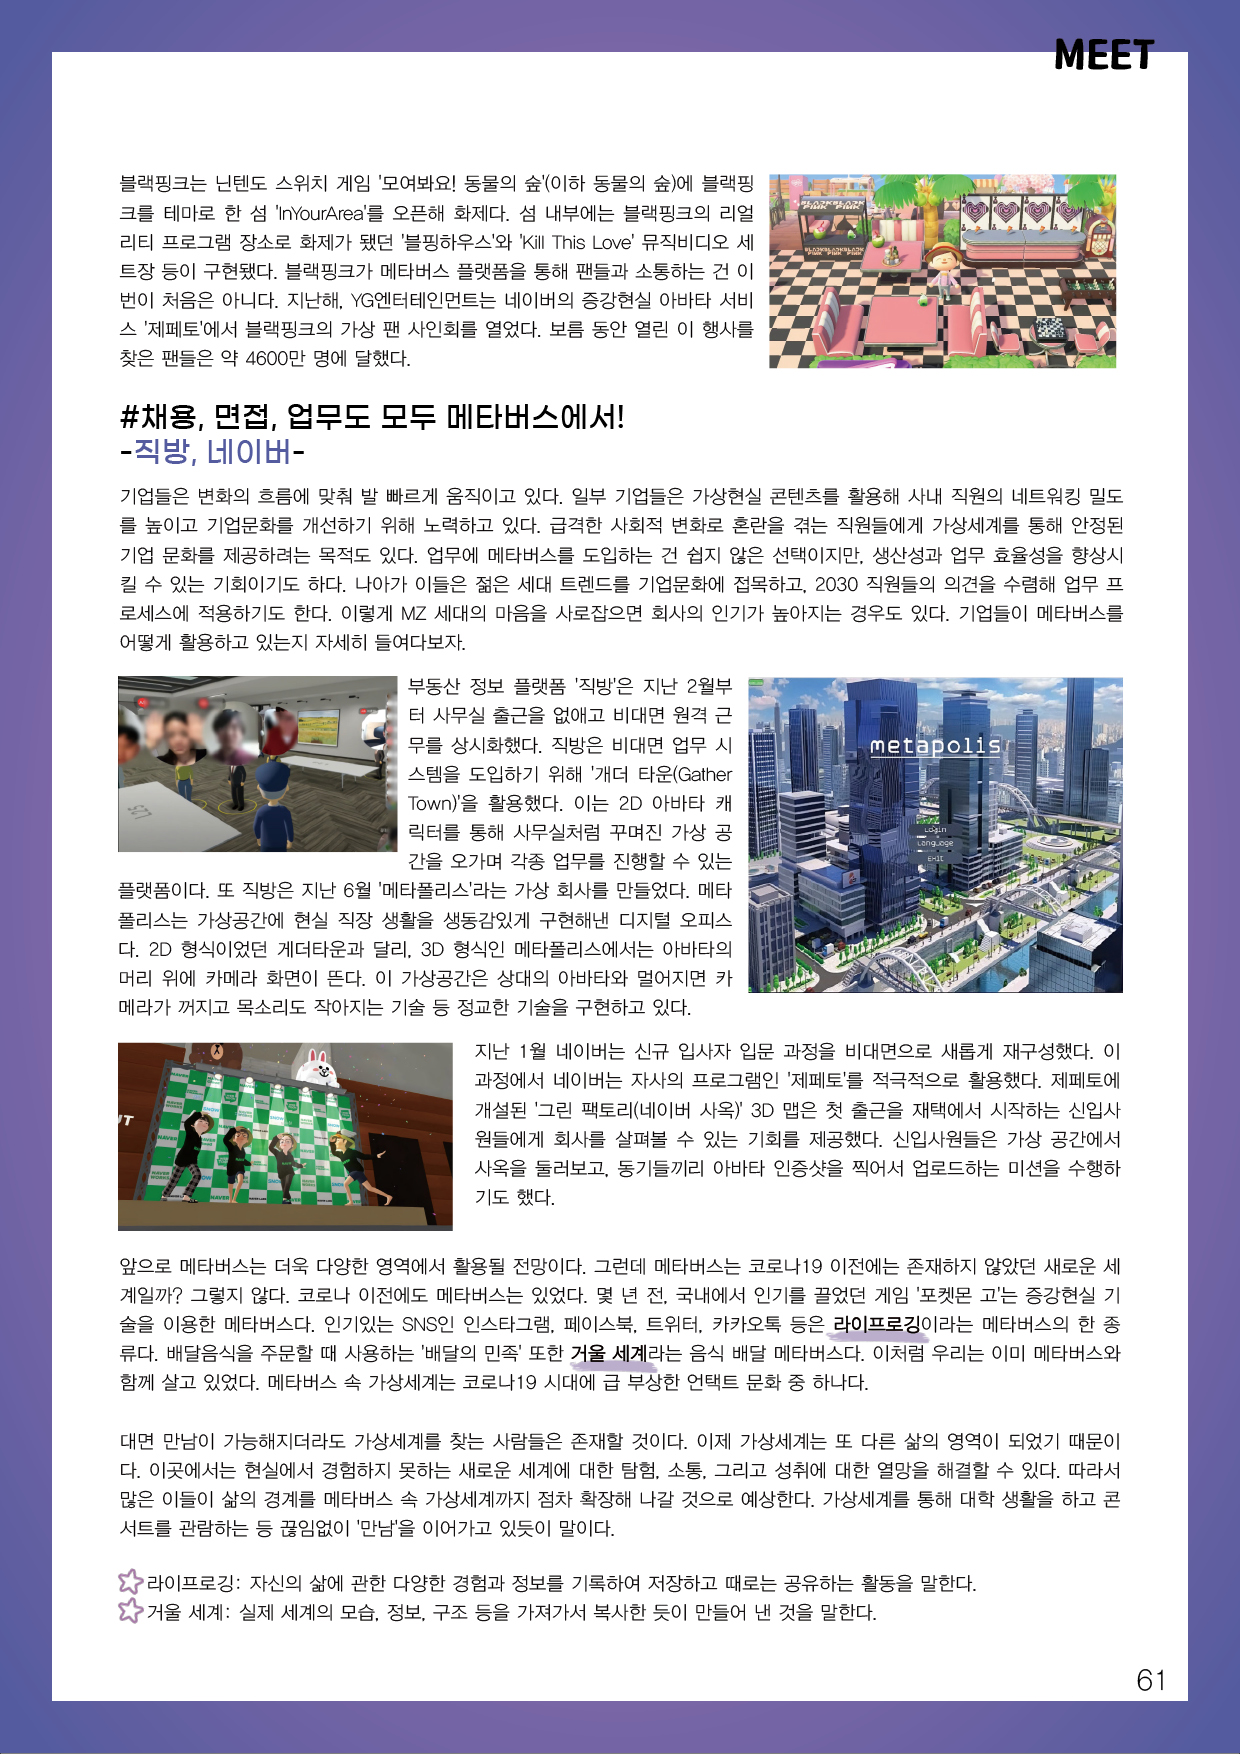 MEET
블랙핑크는 닌텐도 스위치 게임 '모여봐요! 동물의 숲'(이하 동물의 숲)에 블랙핑
크를 테마로 한 섬 'InYourArea'를 오픈해 화제다. 섬 내부에는 블랙핑크의 리얼
리티 프로그램 장소로 화제가 됐던 '블핑하우스'와 'Kill This Love' 뮤직비디오 세
트장 등이 구현됐다. 블랙핑크가 메타버스 플랫폼을 통해 팬들과 소통하는 건 이
번이 처음은 아니다. 지난해, YG엔터테인먼트는 네이버의 증강현실 아바타 서비
스 '제페토'에서 블랙핑크의 가상 팬 사인회를 열었다. 보름 동안 열린 이 행사를
찾은 팬들은 약 4600만 명에 달했다.
#채용, 면접, 업무도 모두 메타버스에서!
-직방, 네이버-
기업들은 변화의 흐름에 맞춰 발 빠르게 움직이고 있다. 일부 기업들은 가상현실 콘텐츠를 활용해 사내 직원의 네트워킹 밀도
를 높이고 기업문화를 개선하기 위해 노력하고 있다. 급격한 사회적 변화로 혼란을 겪는 직원들에게 가상세계를 통해 안정된
기업 문화를 제공하려는 목적도 있다. 업무에 메타버스를 도입하는 건 쉽지 않은 선택이지만, 생산성과 업무 효율성을 향상시
킬 수 있는 기회이기도 하다. 나아가 이들은 젊은 세대 트렌드를 기업문화에 접목하고, 2030 직원들의 의견을 수렴해 업무 프
로세스에 적용하기도 한다. 이렇게 MZ 세대의 마음을 사로잡으면 회사의 인기가 높아지는 경우도 있다. 기업들이 메타버스를
어떻게 활용하고 있는지 자세히 들여다보자.
부동산 정보 플랫폼 '직방'은 지난 2월부
터 사무실 출근을 없애고 비대면 원격 근
무를 상시화했다. 직방은 비대면 업무 시
스템을 도입하기 위해 '개더 타운(Gather
Town)'을 활용했다. 이는 2D 아바타 캐
릭터를 통해 사무실처럼 꾸며진 가상 공
간을 오가며 각종 업무를 진행할 수 있는
플랫폼이다. 또 직방은 지난 6월 '메타폴리스'라는 가상 회사를 만들었다. 메타
폴리스는 가상공간에 현실 직장 생활을 생동감있게 구현해낸 디지털 오피스
다. 2D 형식이었던 게더타운과 달리, 3D 형식인 메타폴리스에서는 아바타의
머리 위에 카메라 화면이 뜬다. 이 가상공간은 상대의 아바타와 멀어지면 카
메라가 꺼지고 목소리도 작아지는 기술 등 정교한 기술을 구현하고 있다.
metapolis
Login
Language
Exit
지난 1월 네이버는 신규 입사자 입문 과정을 비대면으로 새롭게 재구성했다. 이
과정에서 네이버는 자사의 프로그램인 '제페토'를 적극적으로 활용했다. 제페토에
개설된 '그린 팩토리(네이버 사옥)' 3D 맵은 첫 출근을 재택에서 시작하는 신입사
원들에게 회사를 살펴볼 수 있는 기회를 제공했다. 신입사원들은 가상 공간에서
사옥을 둘러보고, 동기들끼리 아바타 인증샷을 찍어서 업로드하는 미션을 수행하
기도 했다.
앞으로 메타버스는 더욱 다양한 영역에서 활용될 전망이다. 그런데 메타버스는 코로나19 이전에는 존재하지 않았던 새로운 세
계일까? 그렇지 않다. 코로나 이전에도 메타버스는 있었다. 몇 년 전, 국내에서 인기를 끌었던 게임 '포켓몬 고'는 증강현실 기
술을 이용한 메타버스다. 인기있는 SNS인 인스타그램, 페이스북, 트위터, 카카오톡 등은 라이프로깅이라는 메타버스의 한 종
류다. 배달음식을 주문할 때 사용하는 '배달의 민족' 또한 거울 세계라는 음식 배달 메타버스다. 이처럼 우리는 이미 메타버스와
함께 살고 있었다. 메타버스 속 가상세계는 코로나19 시대에 급 부상한 언택트 문화 중 하나다.
대면 만남이 가능해지더라도 가상세계를 찾는 사람들은 존재할 것이다. 이제 가상세계는 또 다른 삶의 영역이 되었기 때문이
다. 이곳에서는 현실에서 경험하지 못하는 새로운 세계에 대한 탐험, 소통, 그리고 성취에 대한 열망을 해결할 수 있다. 따라서
많은 이들이 삶의 경계를 메타버스 속 가상세계까지 점차 확장해 나갈 것으로 예상한다. 가상세계를 통해 대학 생활을 하고 콘
서트를 관람하는 등 끊임없이 '만남'을 이어가고 있듯이 말이다.
라이프로깅: 자신의 삶에 관한 다양한 경험과 정보를 기록하여 저장하고 때로는 공유하는 활동을 말한다.
거울 세계: 실제 세계의 모습, 정보, 구조 등을 가져가서 복사한 듯이 만들어 낸 것을 말한다.
61